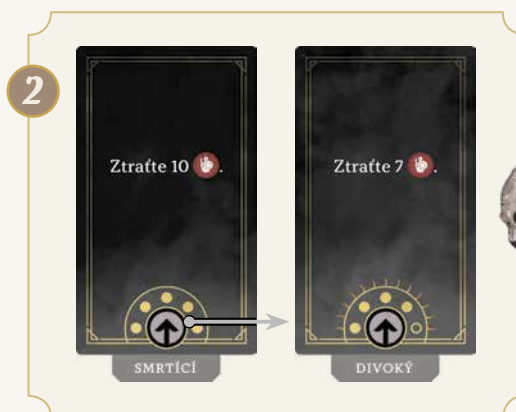 2
Ztraťte 10 .
Ztraťte 7 .
SMRTÍCÍ
DIVOKÝ